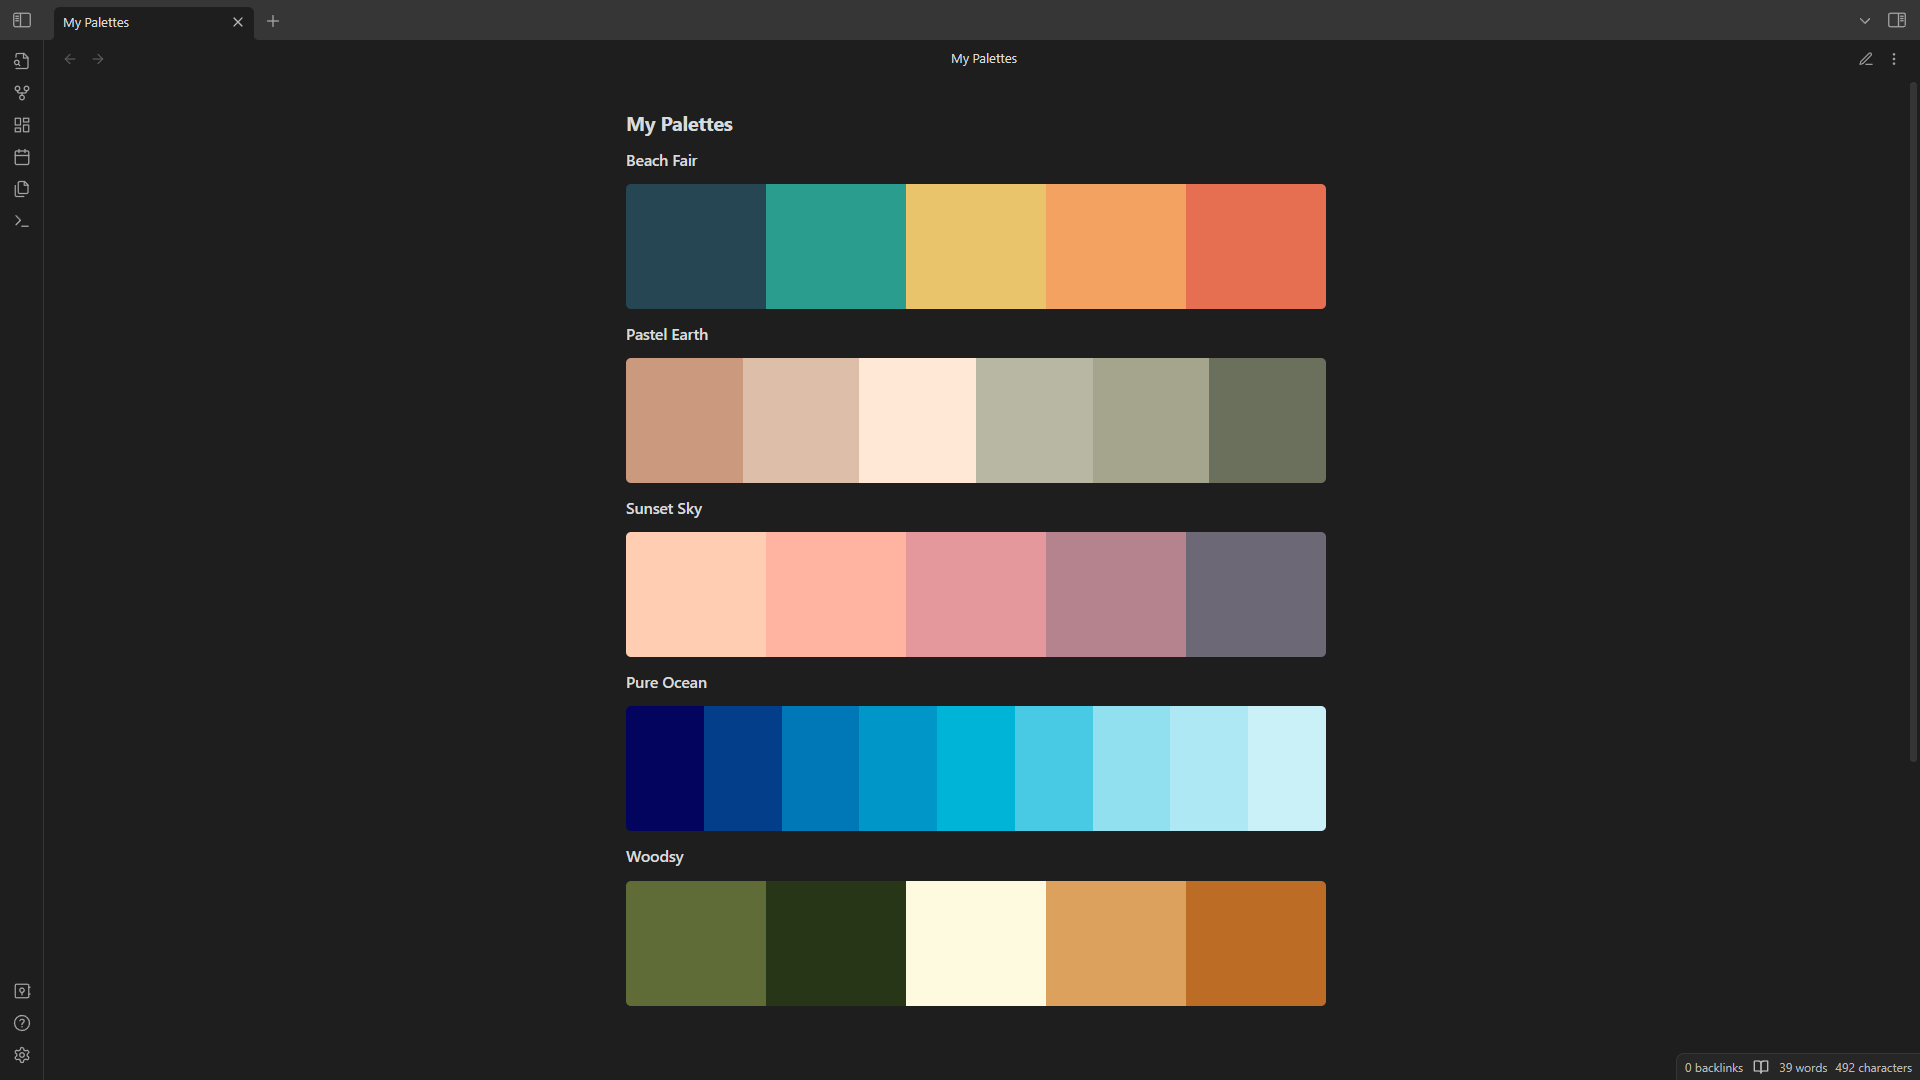 My Palettes
My Palettes
My Palettes
Beach Fair
Pastel Earth
Sunset Sky
Pure Ocean
Woodsy
0 backlinks 39 words 492 characters